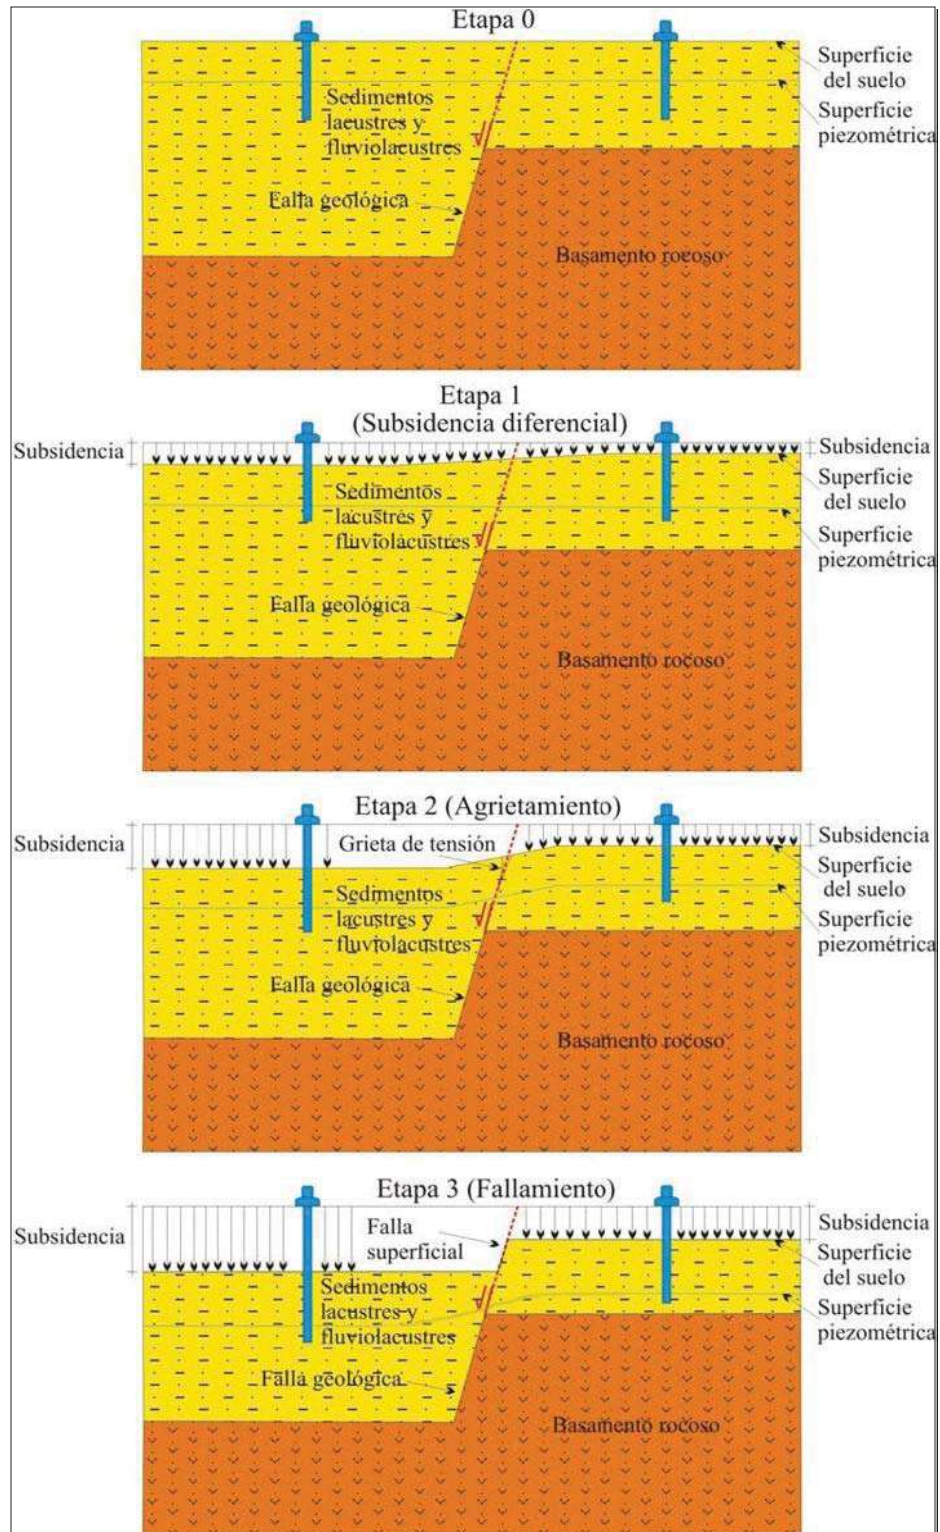 Etapa 0
Superficie
del suelo
Superficie
piezométrica
Sedimentos
lacustres y
fluviolacustres
Falla geológica
Basamento rocoso
Etapa 1
(Subsidencia diferencial)
Subsidencia
Subsidencia
Superficie
del suelo
Superficie
piezométrica
Sedimentos
lacustres y
fluviolacustres
Falla geológica
Basamento rocoso
Etapa 2 (Agrietamiento)
Subsidencia
Grieta de tensión
Subsidencia
Superficie
del suelo
Superficie
piezométrica
Sedimentos
lacustres y
fluviolacustres
Falla geológica
Basamento rocoso
Etapa 3 (Fallamiento)
Subsidencia
Falla
superficial
Subsidencia
Superficie
del suelo
Superficie
piezométrica
Sedimentos
lacustres y
fluviolacustres
Falla geológica
Basamento rocoso